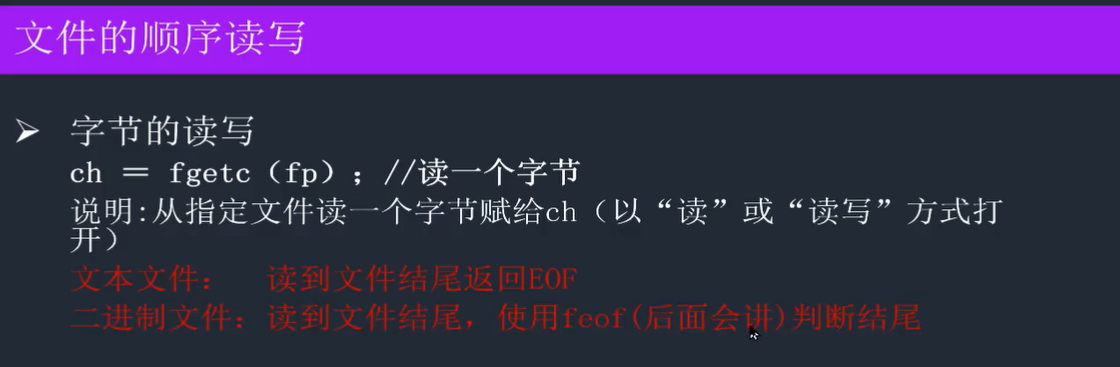 文件的顺序读写
➢ 字节的读写
ch ＝ fgetc（fp）；//读一个字节
说明:从指定文件读一个字节赋给ch（以“读”或“读写”方式打
开）
文本文件： 读到文件结尾返回EOF
二进制文件：读到文件结尾，使用feof(后面会讲)判断结尾